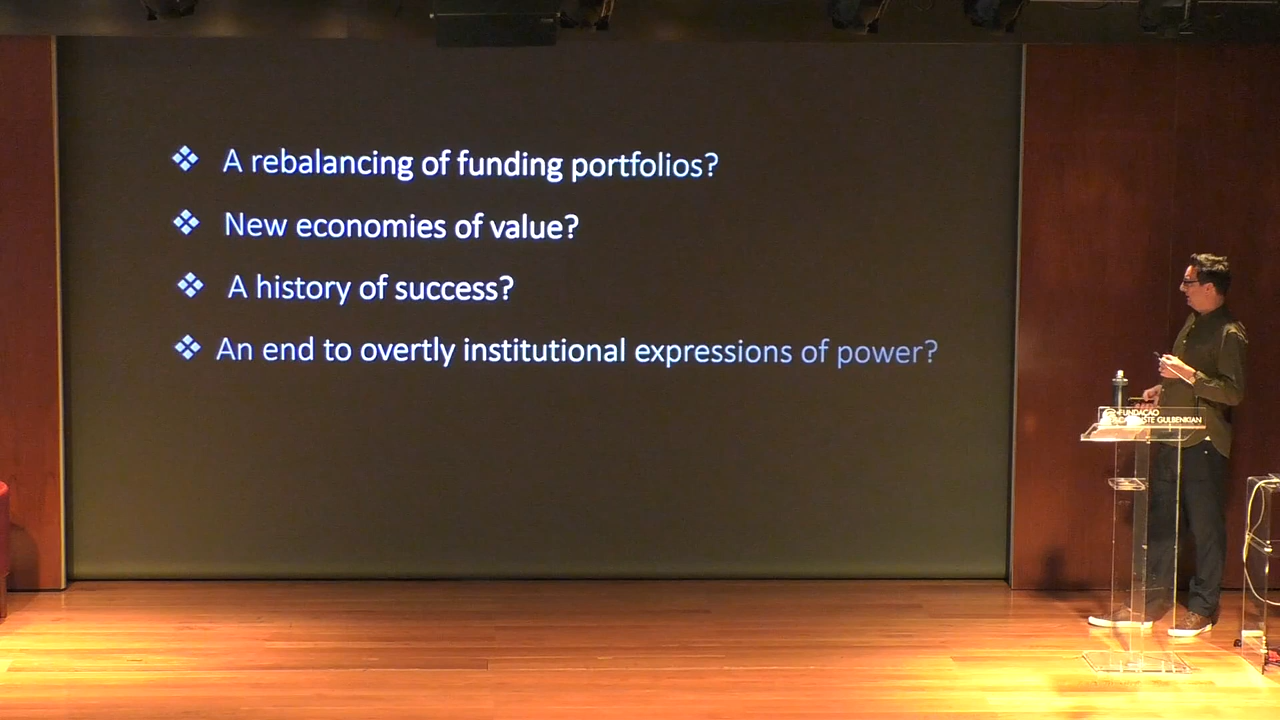 A rebalancing of funding portfolios?
New economies of value?
A history of success?
An end to overtly institutional expressions of power?
FUNDAÇÃO
CALOUSTE GULBENKIAN